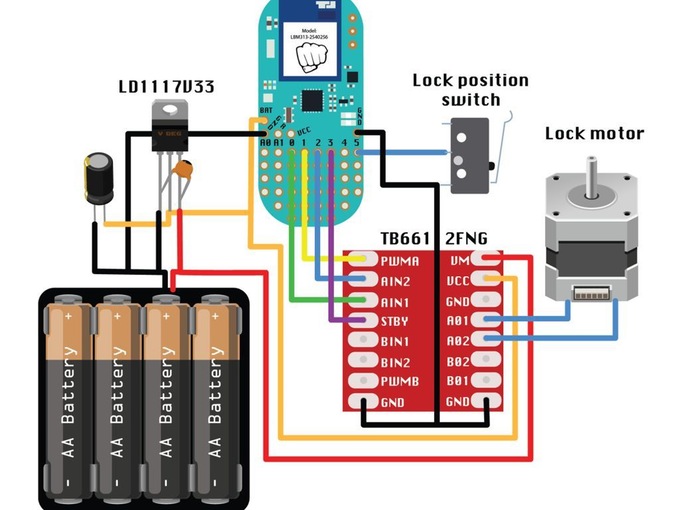 Model:
LBM313-2540256
LD1117V33
Lock position
switch
Lock motor
BAT
GND
VCC
A0 A1 0 1 2 3 4 5
TB661 2FNG
PWMA
AIN2
AIN1
STBY
BIN1
BIN2
PWMB
GND
VM
VCC
GND
A01
A02
B02
B01
GND
+
+
+
+
AA Battery
AA Battery
AA Battery
AA Battery
-
-
-
-